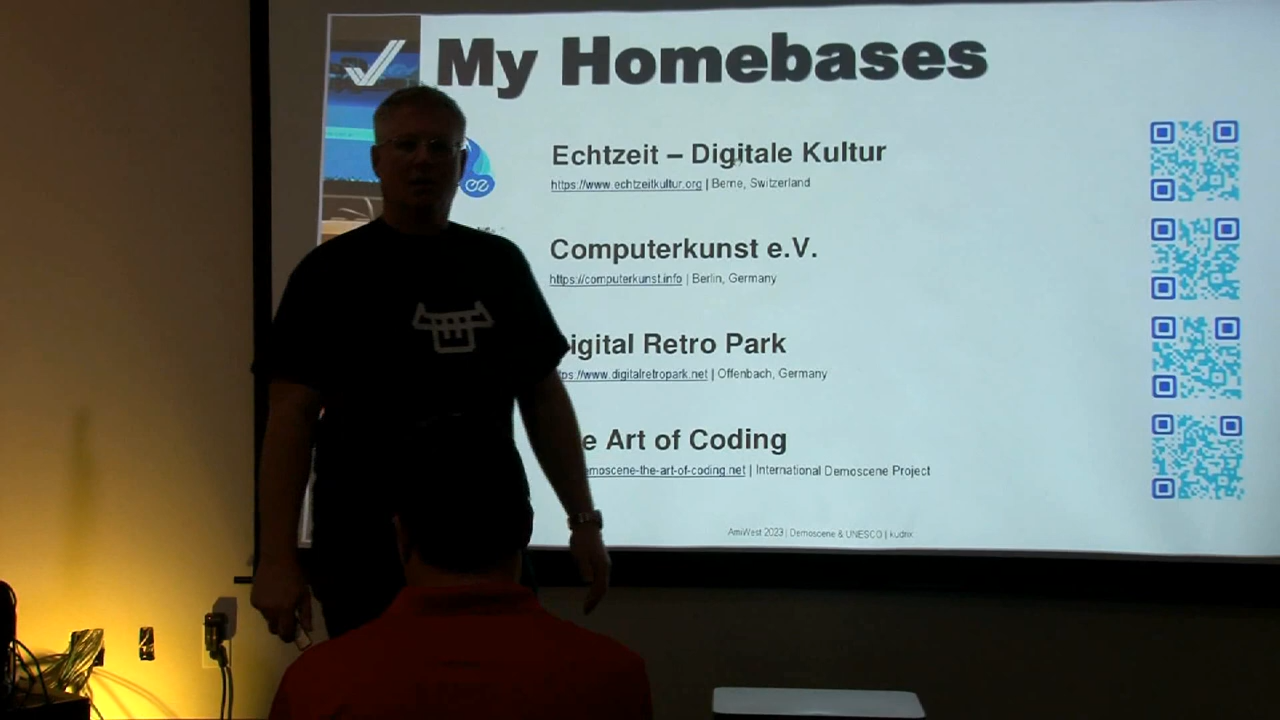 My Homebases
Echtzeit – Digitale Kultur
https://www.echtzeitkultur.org | Berne, Switzerland
Computerkunst e.V.
https://computerkunst.info | Berlin, Germany
igital Retro Park
ps://www.digitalretropark.net | Offenbach, Germany
e Art of Coding
emoscene-the-art-of-coding.net | International Demoscene Project
AmiWest 2023 | Demoscene & UNESCO | kudrix